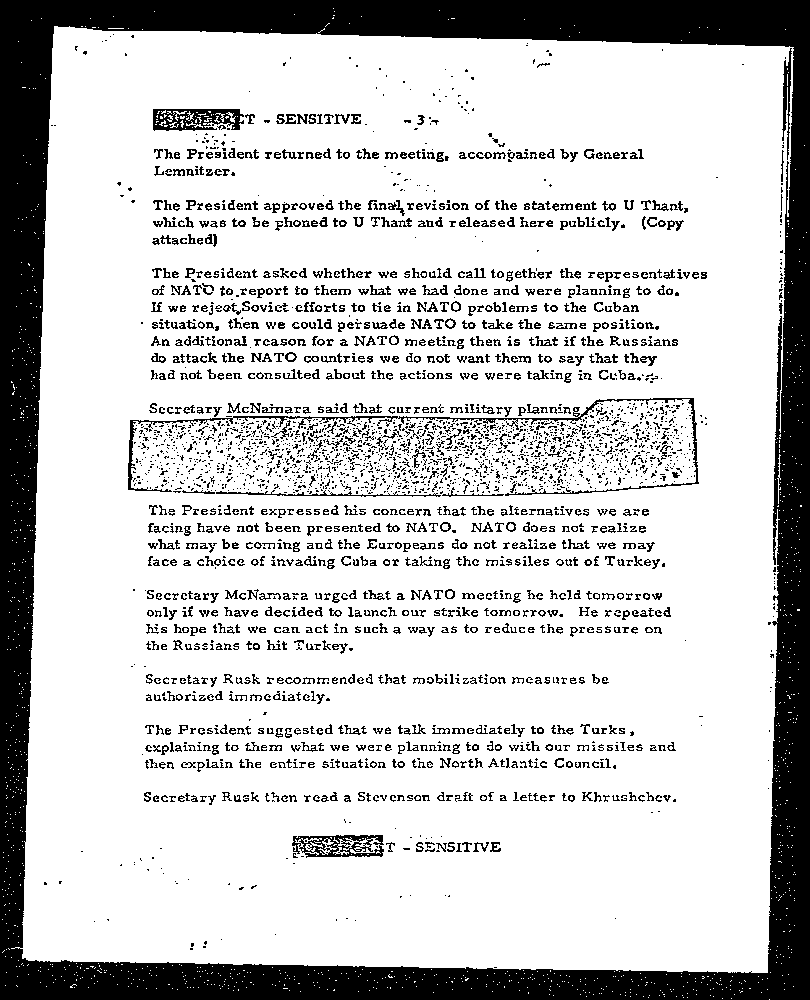 CT - SENSITIVE - 3 -
The President returned to the meeting, accompained by General
Lemnitzer.
The President approved the final revision of the statement to U Thant,
which was to be phoned to U Thant and released here publicly. (Copy
attached)
The President asked whether we should call together the representatives
of NATO to report to them what we had done and were planning to do.
If we reject Soviet efforts to tie in NATO problems to the Cuban
situation, then we could persuade NATO to take the same position.
An additional reason for a NATO meeting then is that if the Russians
do attack the NATO countries we do not want them to say that they
had not been consulted about the actions we were taking in Cuba.
Secretary McNamara said that current military planning
The President expressed his concern that the alternatives we are
facing have not been presented to NATO. NATO does not realize
what may be coming and the Europeans do not realize that we may
face a choice of invading Cuba or taking the missiles out of Turkey.
Secretary McNamara urged that a NATO meeting be held tomorrow
only if we have decided to launch our strike tomorrow. He repeated
his hope that we can act in such a way as to reduce the pressure on
the Russians to hit Turkey.
Secretary Rusk recommended that mobilization measures be
authorized immediately.
The President suggested that we talk immediately to the Turks,
explaining to them what we were planning to do with our missiles and
then explain the entire situation to the North Atlantic Council.
Secretary Rusk then read a Stevenson draft of a letter to Khrushchev.
T - SENSITIVE